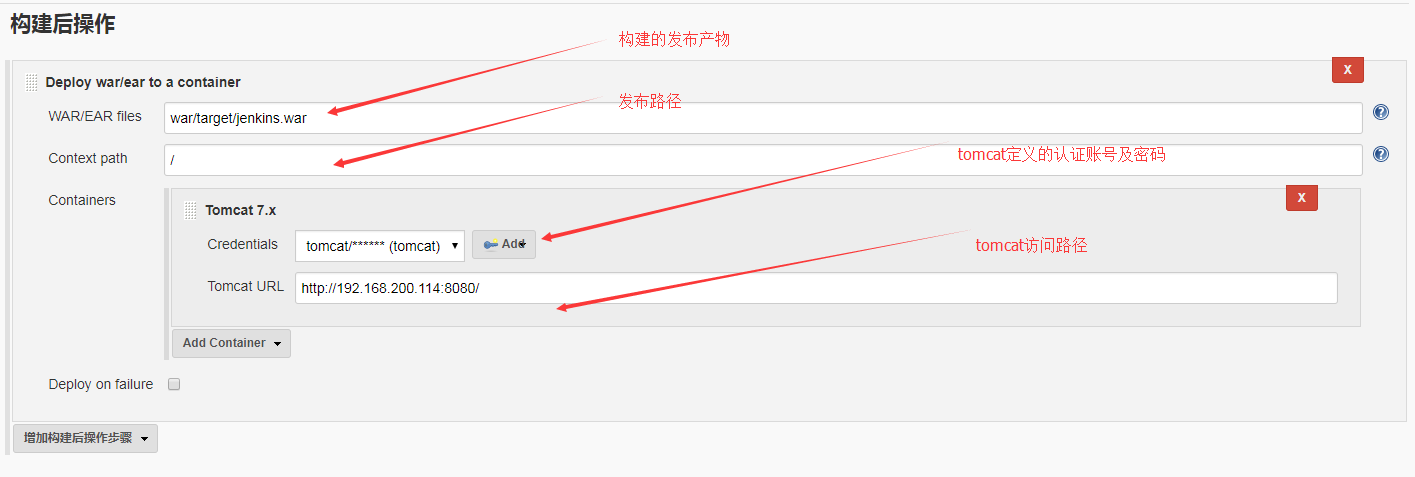 构建后操作
构建的发布产物
Deploy war/ear to a container
X
发布路径
WAR/EAR files
war/target/jenkins.war
?
Context path
/
?
tomcat定义的认证账号及密码
Containers
Tomcat 7.x
X
Credentials
tomcat/****** (tomcat)
Add
tomcat访问路径
Tomcat URL
http://192.168.200.114:8080/
Add Container
Deploy on failure
增加构建后操作步骤